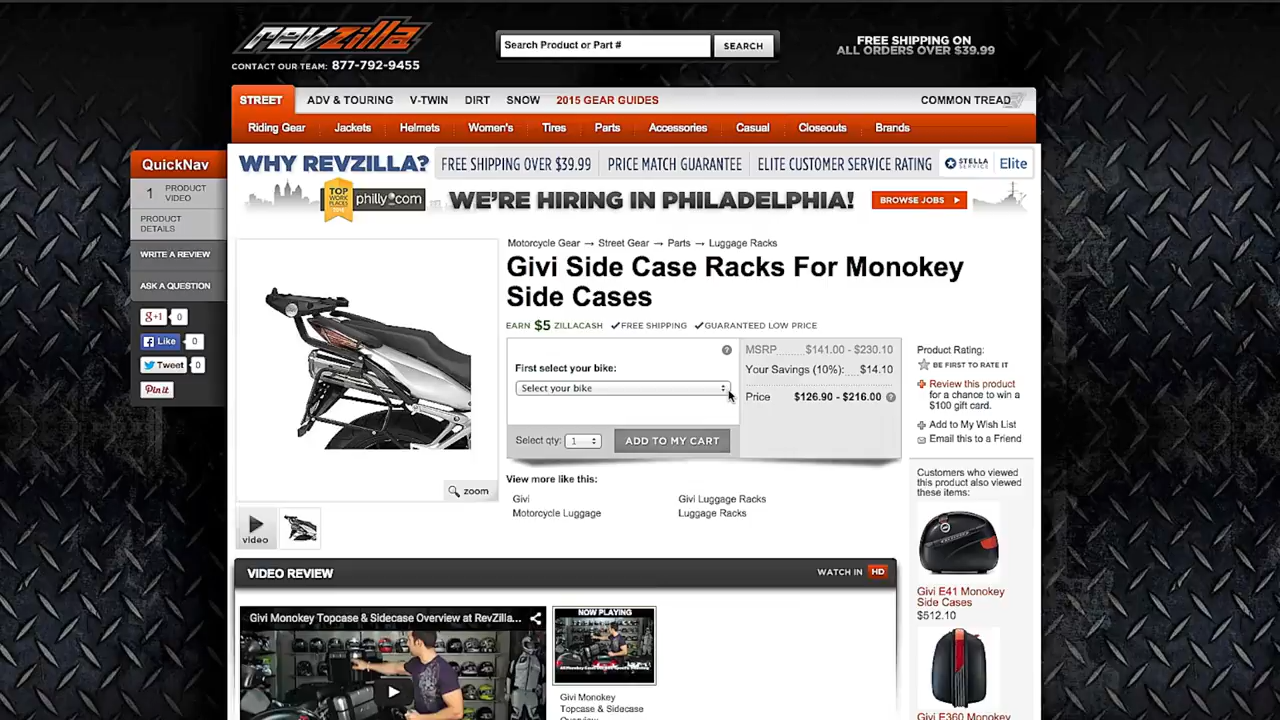 revzilla
CONTACT OUR TEAM: 877-792-9455
Search Product or Part #
SEARCH
FREE SHIPPING ON
ALL ORDERS OVER $39.99
STREET ADV & TOURING V-TWIN DIRT SNOW 2015 GEAR GUIDES COMMON TREAD
Riding Gear Jackets Helmets Women's Tires Parts Accessories Casual Closeouts Brands
QuickNav
1 PRODUCT
VIDEO
PRODUCT
DETAILS
WRITE A REVIEW
ASK A QUESTION
g+1 0
Like 0
Tweet 0
Pin it
WHY REVZILLA? FREE SHIPPING OVER $39.99 PRICE MATCH GUARANTEE ELITE CUSTOMER SERVICE RATING STELLA SERVICE Elite
TOP
WORK
PLACES
philly.com
WE'RE HIRING IN PHILADELPHIA!
BROWSE JOBS
Motorcycle Gear → Street Gear → Parts → Luggage Racks
Givi Side Case Racks For Monokey
Side Cases
EARN $5 ZILLACASH ✓FREE SHIPPING ✓GUARANTEED LOW PRICE
?
First select your bike:
Select your bike
Select qty: 1
ADD TO MY CART
MSRP $141.00 - $230.10
Your Savings (10%): $14.10
Price $126.90 - $216.00 ?
Product Rating:
BE FIRST TO RATE IT
Review this product
for a chance to win a
$100 gift card.
Add to My Wish List
Email this to a Friend
zoom
video
View more like this:
Givi Givi Luggage Racks
Motorcycle Luggage Luggage Racks
Customers who viewed
this product also viewed
these items:
Givi E41 Monokey
Side Cases
$512.10
Givi E360 Monokey
VIDEO REVIEW
WATCH IN HD
Givi Monokey Topcase & Sidecase Overview at RevZilla...
NOW PLAYING
Givi Monokey
Topcase & Sidecase